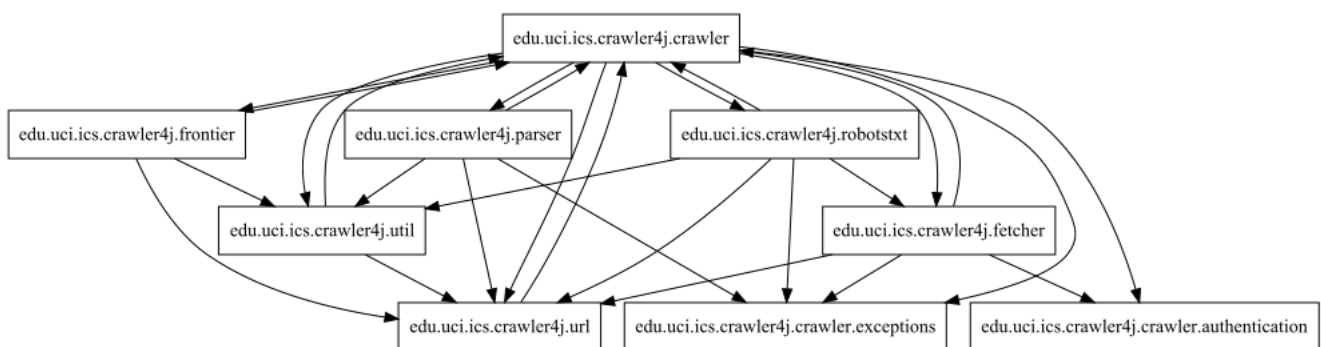 edu.uci.ics.crawler4j.crawler
edu.uci.ics.crawler4j.frontier
edu.uci.ics.crawler4j.parser
edu.uci.ics.crawler4j.robotstxt
edu.uci.ics.crawler4j.util
edu.uci.ics.crawler4j.fetcher
edu.uci.ics.crawler4j.url
edu.uci.ics.crawler4j.crawler.exceptions
edu.uci.ics.crawler4j.crawler.authentication